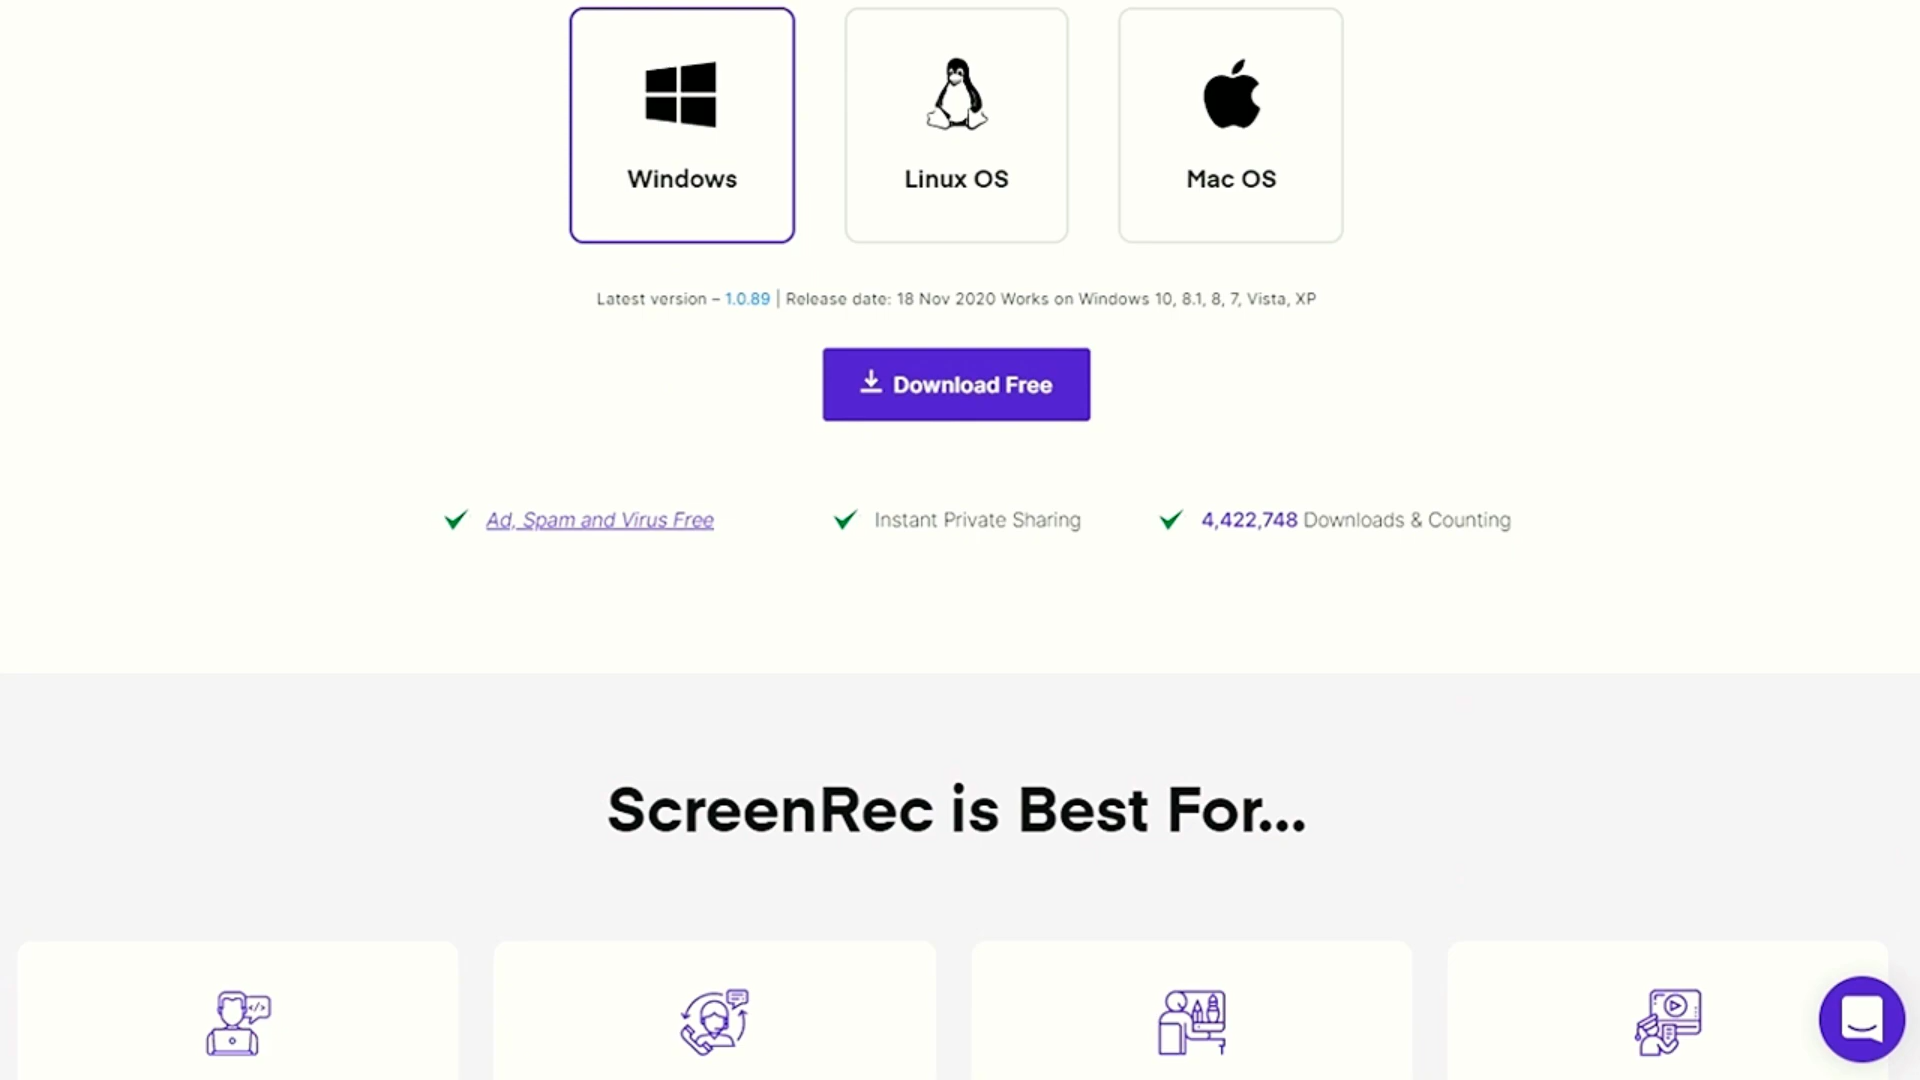 Windows
Linux OS
Mac OS
Latest version – 1.0.89 | Release date: 18 Nov 2020 Works on Windows 10, 8.1, 8, 7, Vista, XP
Download Free
Ad, Spam and Virus Free
Instant Private Sharing
4,422,748 Downloads & Counting
ScreenRec is Best For...